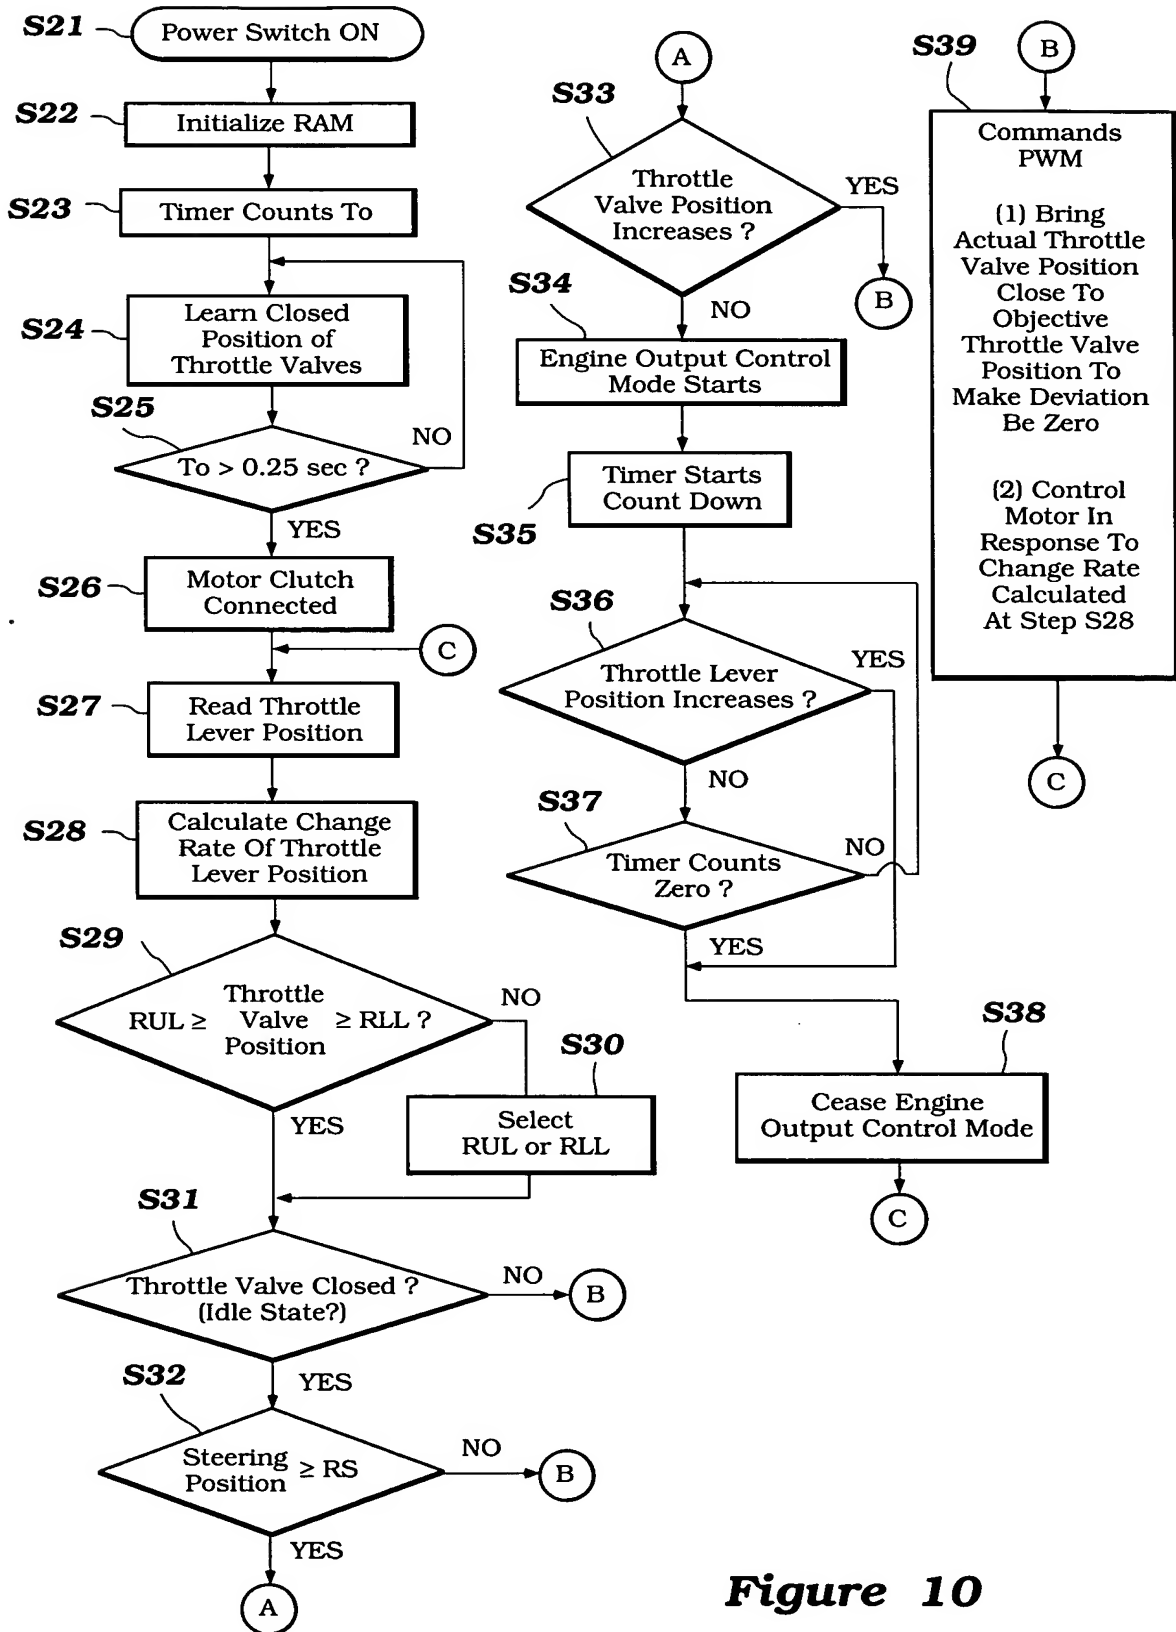 S21
Power Switch ON
S22
Initialize RAM
S23
Timer Counts To
S24
Learn Closed
Position of
Throttle Valves
S25
NO
To > 0.25 sec ?
YES
S26
Motor Clutch
Connected
C
S27
Read Throttle
Lever Position
S28
Calculate Change
Rate Of Throttle
Lever Position
S29
RUL ≥ Throttle Valve Position ≥ RLL ?
NO
S30
YES
Select
RUL or RLL
S31
Throttle Valve Closed ?
(Idle State?)
NO
B
YES
S32
Steering
Position ≥ RS
NO
B
YES
A
A
S33
Throttle
Valve Position
Increases ?
YES
B
NO
S34
Engine Output Control
Mode Starts
S35
Timer Starts
Count Down
S36
Throttle Lever
Position Increases ?
YES
NO
S37
Timer Counts
Zero ?
NO
YES
S38
Cease Engine
Output Control Mode
C
S39
B
Commands
PWM
(1) Bring
Actual Throttle
Valve Position
Close To
Objective
Throttle Valve
Position To
Make Deviation
Be Zero
(2) Control
Motor In
Response To
Change Rate
Calculated
At Step S28
C
Figure 10